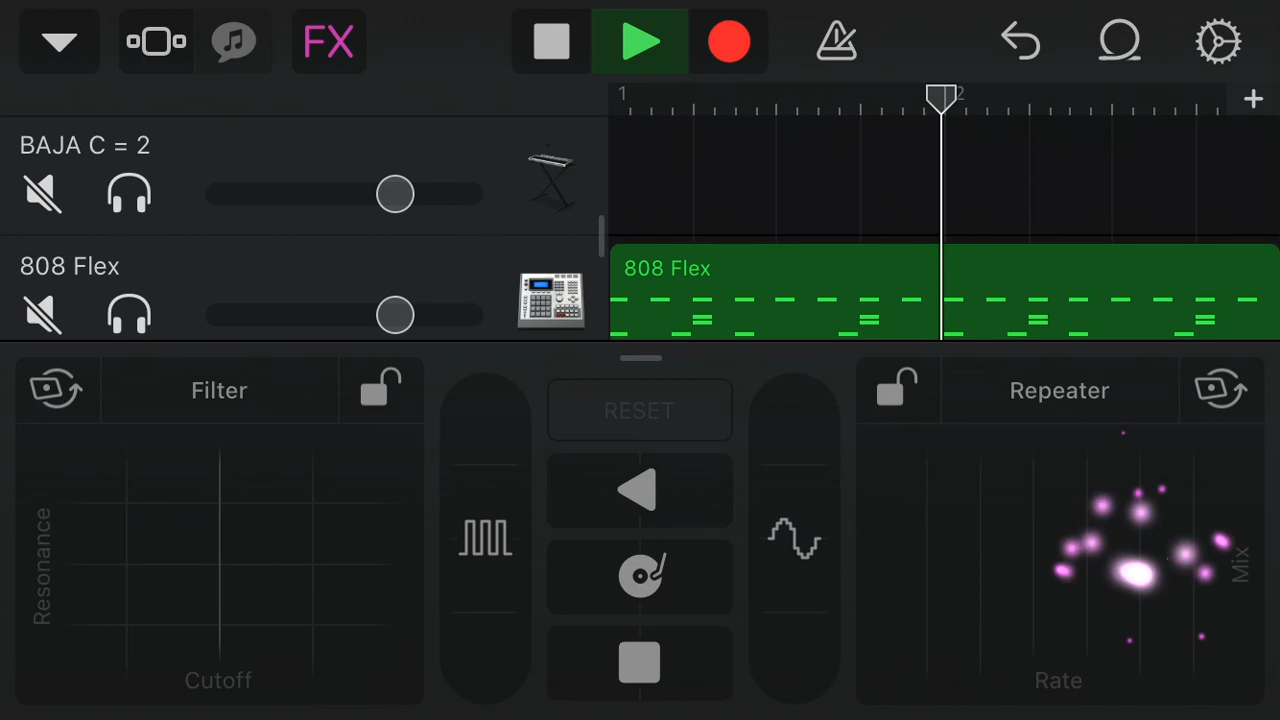 FX
1
2
BAJA C = 2
808 Flex
808 Flex
Filter
RESET
Repeater
Resonance
Cutoff
Mix
Rate